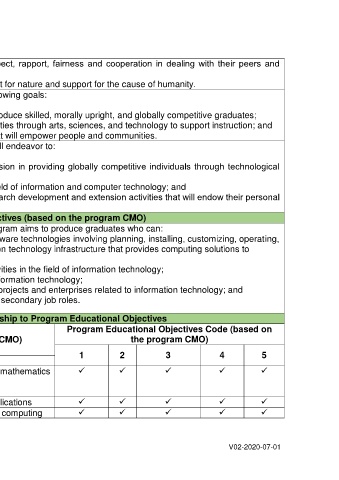 pect, rapport, fairness and cooperation in dealing with their peers and
t for nature and support for the cause of humanity.
owing goals:
oduce skilled, morally upright, and globally competitive graduates;
ties through arts, sciences, and technology to support instruction; and
at will empower people and communities.
ll endeavor to:
sion in providing globally competitive individuals through technological
eld of information and computer technology; and
arch development and extension activities that will endow their personal
ctives (based on the program CMO)
gram aims to produce graduates who can:
ware technologies involving planning, installing, customizing, operating,
on technology infrastructure that provides computing solutions to
vities in the field of information technology;
formation technology;
projects and enterprises related to information technology; and
secondary job roles.
ship to Program Educational Objectives
CMO)
Program Educational Objectives Code (based on
the program CMO)
1 2 3 4 5
mathematics ✓ ✓ ✓ ✓ ✓
lications ✓ ✓ ✓ ✓ ✓
computing ✓ ✓ ✓ ✓ ✓
V02-2020-07-01